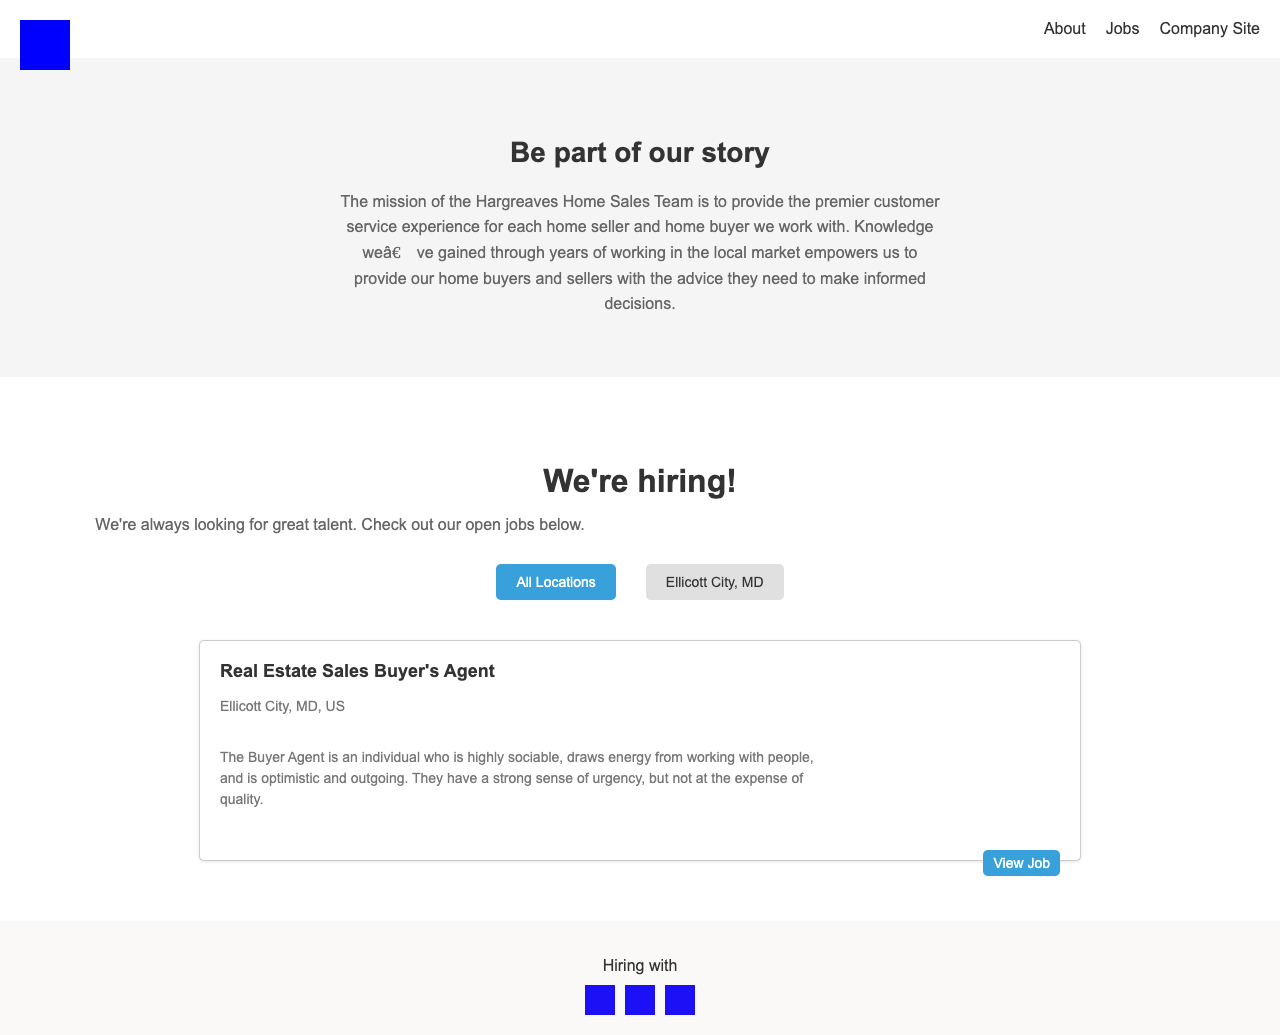 About Jobs Company Site
Be part of our story
The mission of the Hargreaves Home Sales Team is to provide the premier customer
service experience for each home seller and home buyer we work with. Knowledge
weâ€ ve gained through years of working in the local market empowers us to
provide our home buyers and sellers with the advice they need to make informed
decisions.
We're hiring!
We're always looking for great talent. Check out our open jobs below.
All Locations Ellicott City, MD
Real Estate Sales Buyer's Agent
Ellicott City, MD, US
The Buyer Agent is an individual who is highly sociable, draws energy from working with people,
and is optimistic and outgoing. They have a strong sense of urgency, but not at the expense of
quality.
View Job
Hiring with